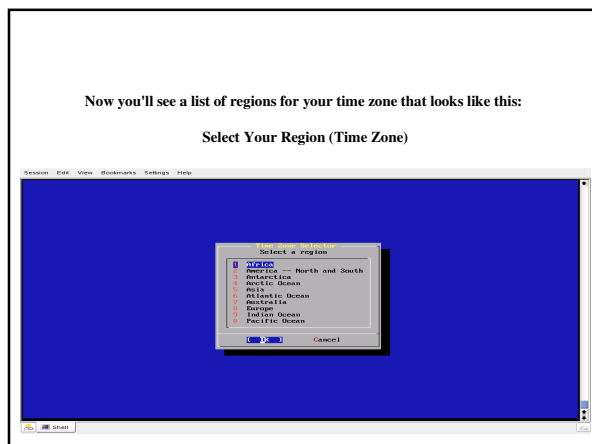 Now you'll see a list of regions for your time zone that looks like this:
Select Your Region (Time Zone)
Session Edit View Bookmarks Settings Help
Time Zone Selector
Select a region
1 Africa
2 America -- North and South
3 Antarctica
4 Arctic Ocean
5 Asia
6 Atlantic Ocean
7 Australia
8 Europe
9 Indian Ocean
0 Pacific Ocean
[ OK ] Cancel
Shell